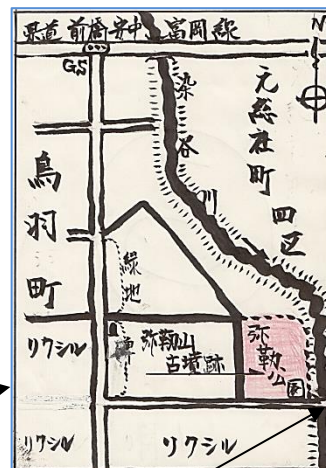 県道 前橋安中富岡線
N
GS
染谷川
元総社町 四区
鳥羽町
緑地
碑
弥勒山
古墳跡
弥勒公園
リクシル
リクシル
リクシル